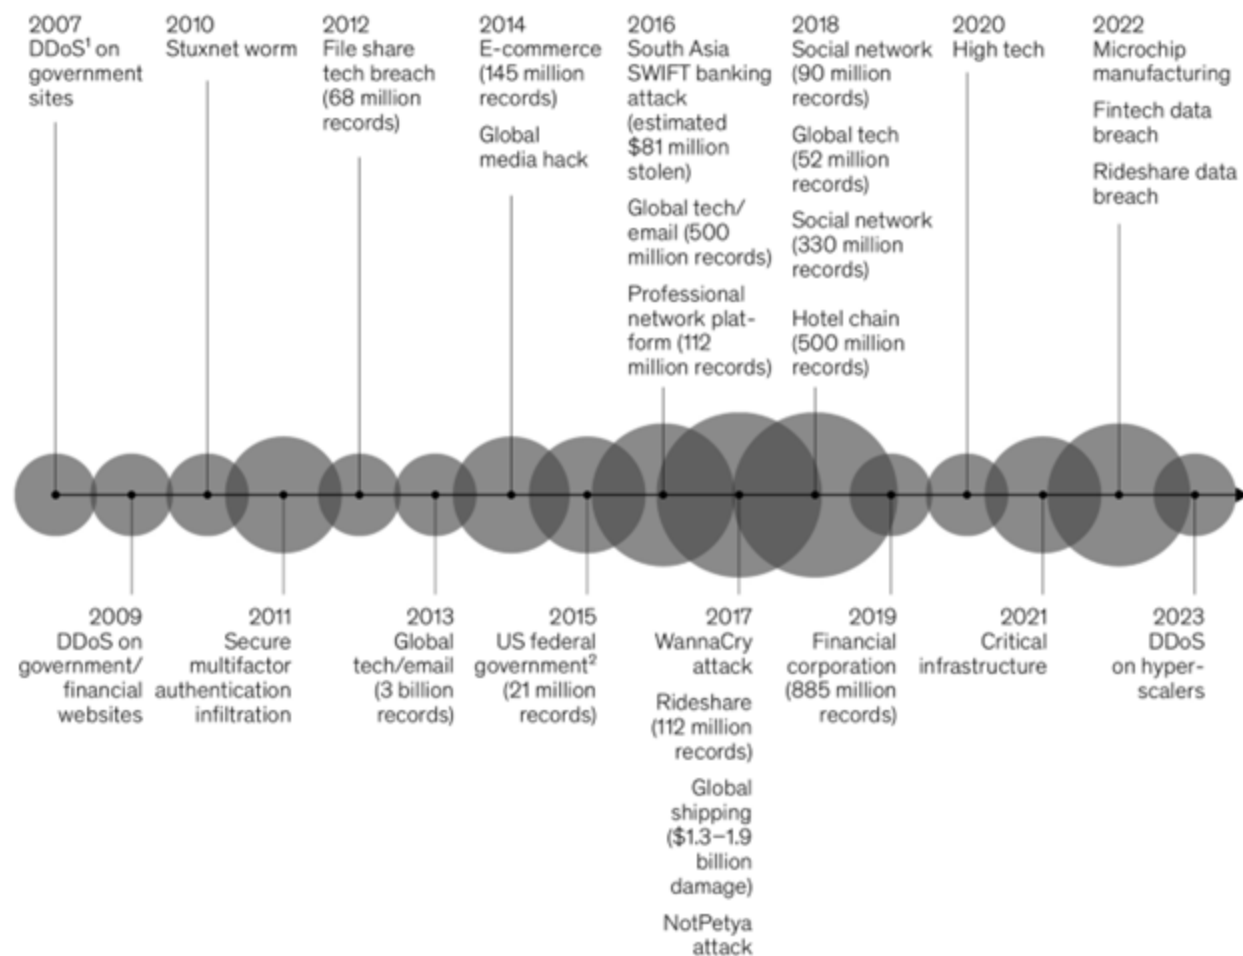 2007
DDoS¹ on
government
sites
2010
Stuxnet worm
2012
File share
tech breach
(68 million
records)
2014
E-commerce
(145 million
records)
Global
media hack
2016
South Asia
SWIFT banking
attack
(estimated
$81 million
stolen)
Global tech/
email (500
million records)
Professional
network plat-
form (112
million records)
2018
Social network
(90 million
records)
Global tech
(52 million
records)
Social network
(330 million
records)
Hotel chain
(500 million
records)
2020
High tech
2022
Microchip
manufacturing
Fintech data
breach
Rideshare data
breach
2009
DDoS on
government/
financial
websites
2011
Secure
multifactor
authentication
infiltration
2013
Global
tech/email
(3 billion
records)
2015
US federal
government²
(21 million
records)
2017
WannaCry
attack
Rideshare
(112 million
records)
Global
shipping
($1.3–1.9
billion
damage)
NotPetya
attack
2019
Financial
corporation
(885 million
records)
2021
Critical
infrastructure
2023
DDoS
on hyper-
scalers